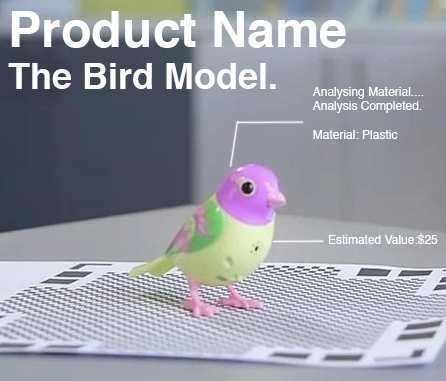 Product Name
The Bird Model.
Analysing Material....
Analysis Completed.
Material: Plastic
Estimated Value:$25